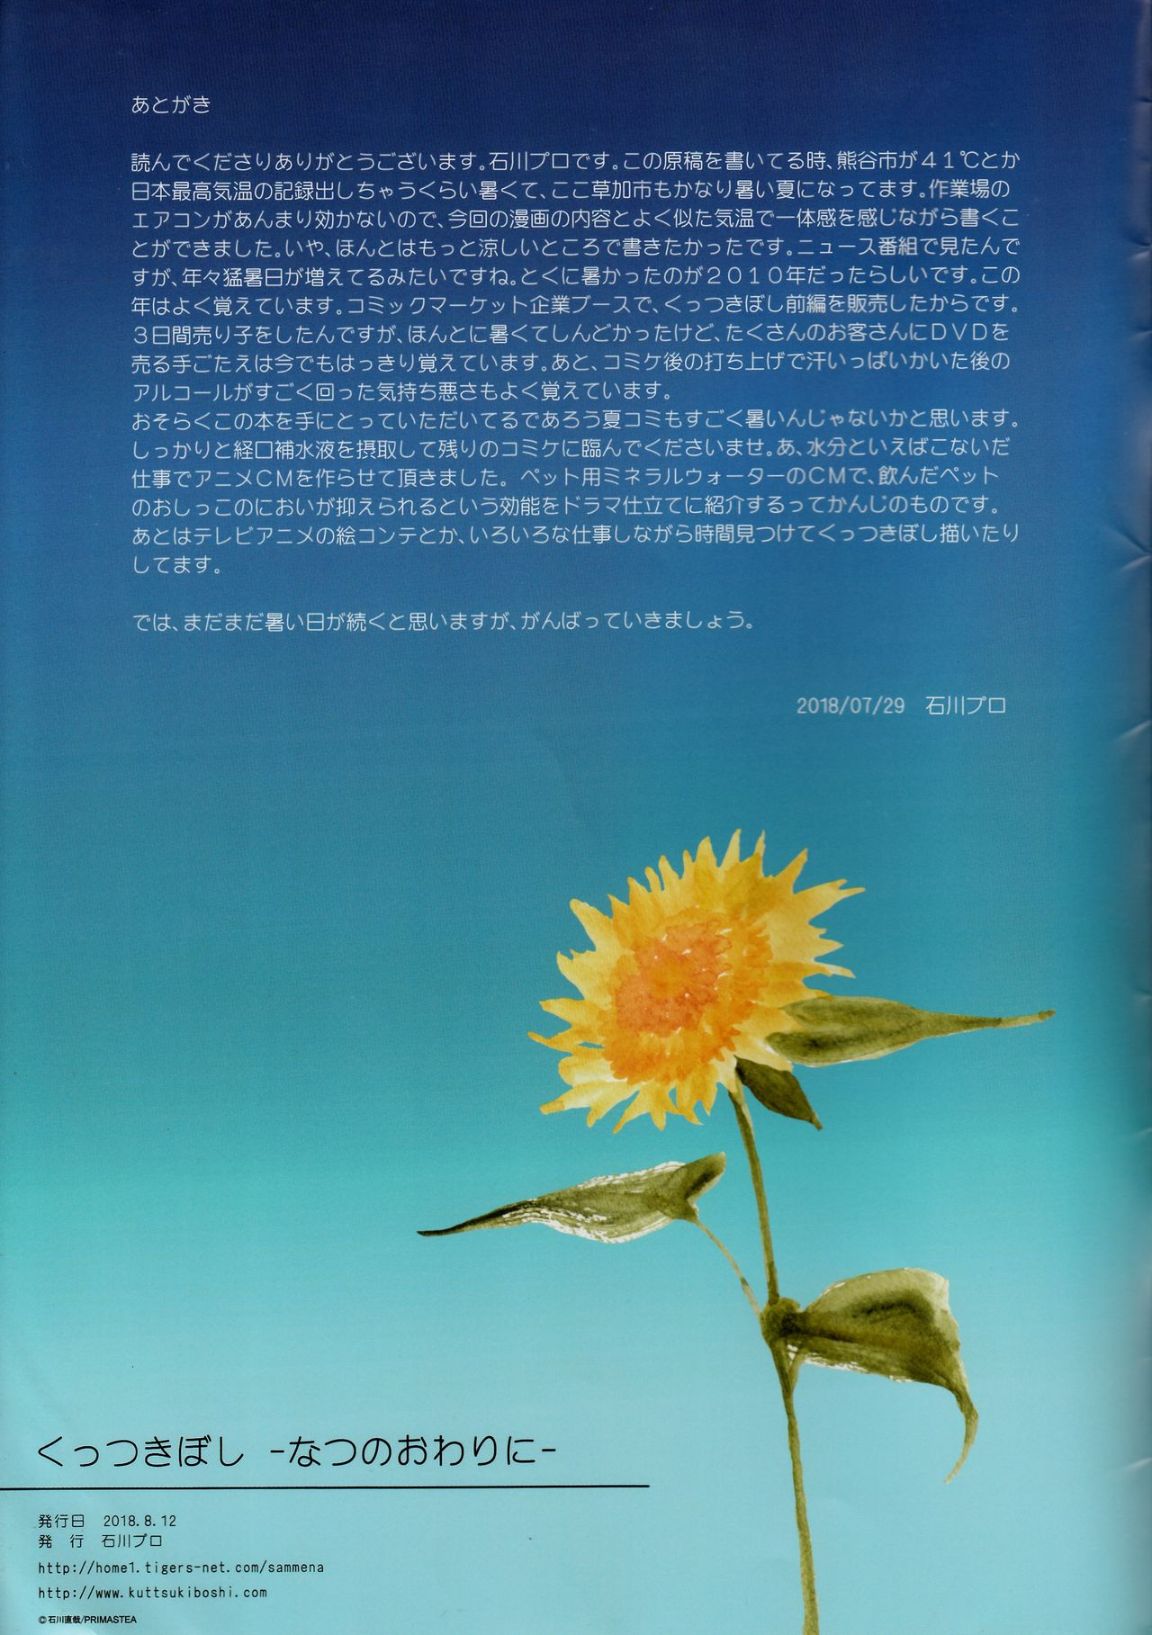 あとがき
読んでくださりありがとうございます。石川プロです。この原稿を書いてる時、熊谷市が41℃とか
日本最高気温の記録出しちゃうくらい暑くて、ここ草加市もかなり暑い夏になってます。作業場の
エアコンがあんまり効かないので、今回の漫画の内容とよく似た気温で一体感を感じながら書くこ
とができました。いや、ほんとはもっと涼しいところで書きたかったです。ニュース番組で見たんで
すが、年々猛暑日が増えてるみたいですね。とくに暑かったのが2010年だったらしいです。この
年はよく覚えています。コミックマーケット企業ブースで、くっつきぼし前編を販売したからです。
3日間売り子をしたんですが、ほんとに暑くてしんどかったけど、たくさんのお客さんにDVDを
売る手ごたえは今でもはっきり覚えています。あと、コミケ後の打ち上げで汗いっぱいかいた後の
アルコールがすごく回った気持ち悪さもよく覚えています。
おそらくこの本を手にとっていただいてるであろう夏コミもすごく暑いんじゃないかと思います。
しっかりと経口補水液を摂取して残りのコミケに臨んでくださいませ。あ、水分といえばこないだ
仕事でアニメCMを作らせて頂きました。ペット用ミネラルウォーターのCMで、飲んだペット
のおしっこのにおいが抑えられるという効能をドラマ仕立てに紹介するってかんじのものです。
あとはテレビアニメの絵コンテとか、いろいろな仕事しながら時間見つけてくっつきぼし描いたり
してます。
では、まだまだ暑い日が続くと思いますが、がんばっていきましょう。
2018/07/29 石川プロ
くっつきぼし -なつのおわりに-
発行日 2018.8.12
発 行 石川プロ
http://home1.tigers-net.com/sammena
http://www.kuttsukiboshi.com
©石川直哉/PRIMASTEA